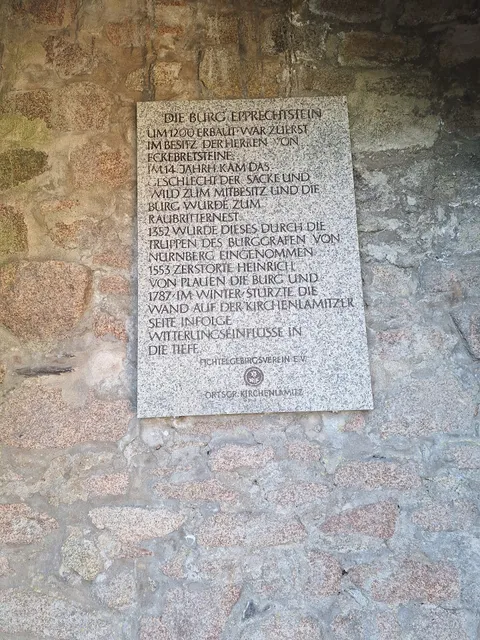 DIE BURG EPPRECHTSTEIN
UM 1200 ERBAUT WAR ZUERST
IM BESITZ DER HERREN VON
ECKEBRETSTEINE.
IM 14. JAHRH. KAM DAS
GESCHLECHT DER SACKE UND
WILD ZUM MITBESITZ UND DIE
BURG WURDE ZUM
RAUBRITTERNEST.
1352 WURDE DIESES DURCH DIE
TRUPPEN DES BURGGRAFEN VON
NÜRNBERG EINGENOMMEN.
1553 ZERSTÖRTE HEINRICH
VON PLAUEN DIE BURG UND
1787 IM WINTER STÜRZTE DIE
WAND AUF DER KIRCHENLAMITZER
SEITE INFOLGE
WITTERUNGSEINFLÜSSE IN
DIE TIEFE.
FICHTELGEBIRGSVEREIN E.V.
ORTSGR. KIRCHENLAMITZ